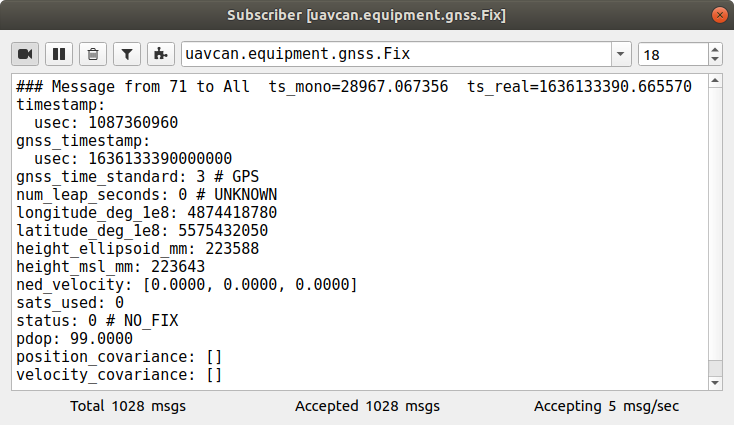 Subscriber [uavcan.equipment.gnss.Fix]
uavcan.equipment.gnss.Fix 18
### Message from 71 to All  ts_mono=28967.067356  ts_real=1636133390.665570
timestamp:
  usec: 1087360960
gnss_timestamp:
  usec: 1636133390000000
gnss_time_standard: 3 # GPS
num_leap_seconds: 0 # UNKNOWN
longitude_deg_1e8: 4874418780
latitude_deg_1e8: 5575432050
height_ellipsoid_mm: 223588
height_msl_mm: 223643
ned_velocity: [0.0000, 0.0000, 0.0000]
sats_used: 0
status: 0 # NO_FIX
pdop: 99.0000
position_covariance: []
velocity_covariance: []
Total 1028 msgs Accepted 1028 msgs Accepting 5 msg/sec